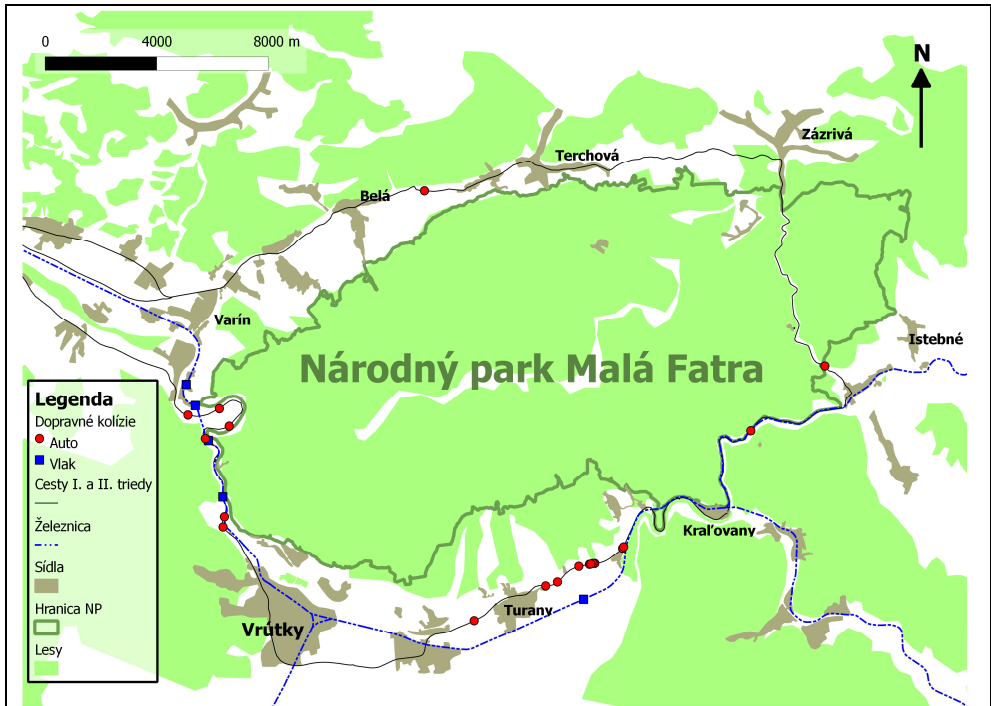 0 4000 8000 m
N
Zázrivá
Terchová
Belá
Varín
Istebné
Národný park Malá Fatra
Legenda
Dopravné kolízie
Auto
Vlak
Cesty I. a II. triedy
Železnica
Sídla
Hranica NP
Lesy
Kraľovany
Turany
Vrútky